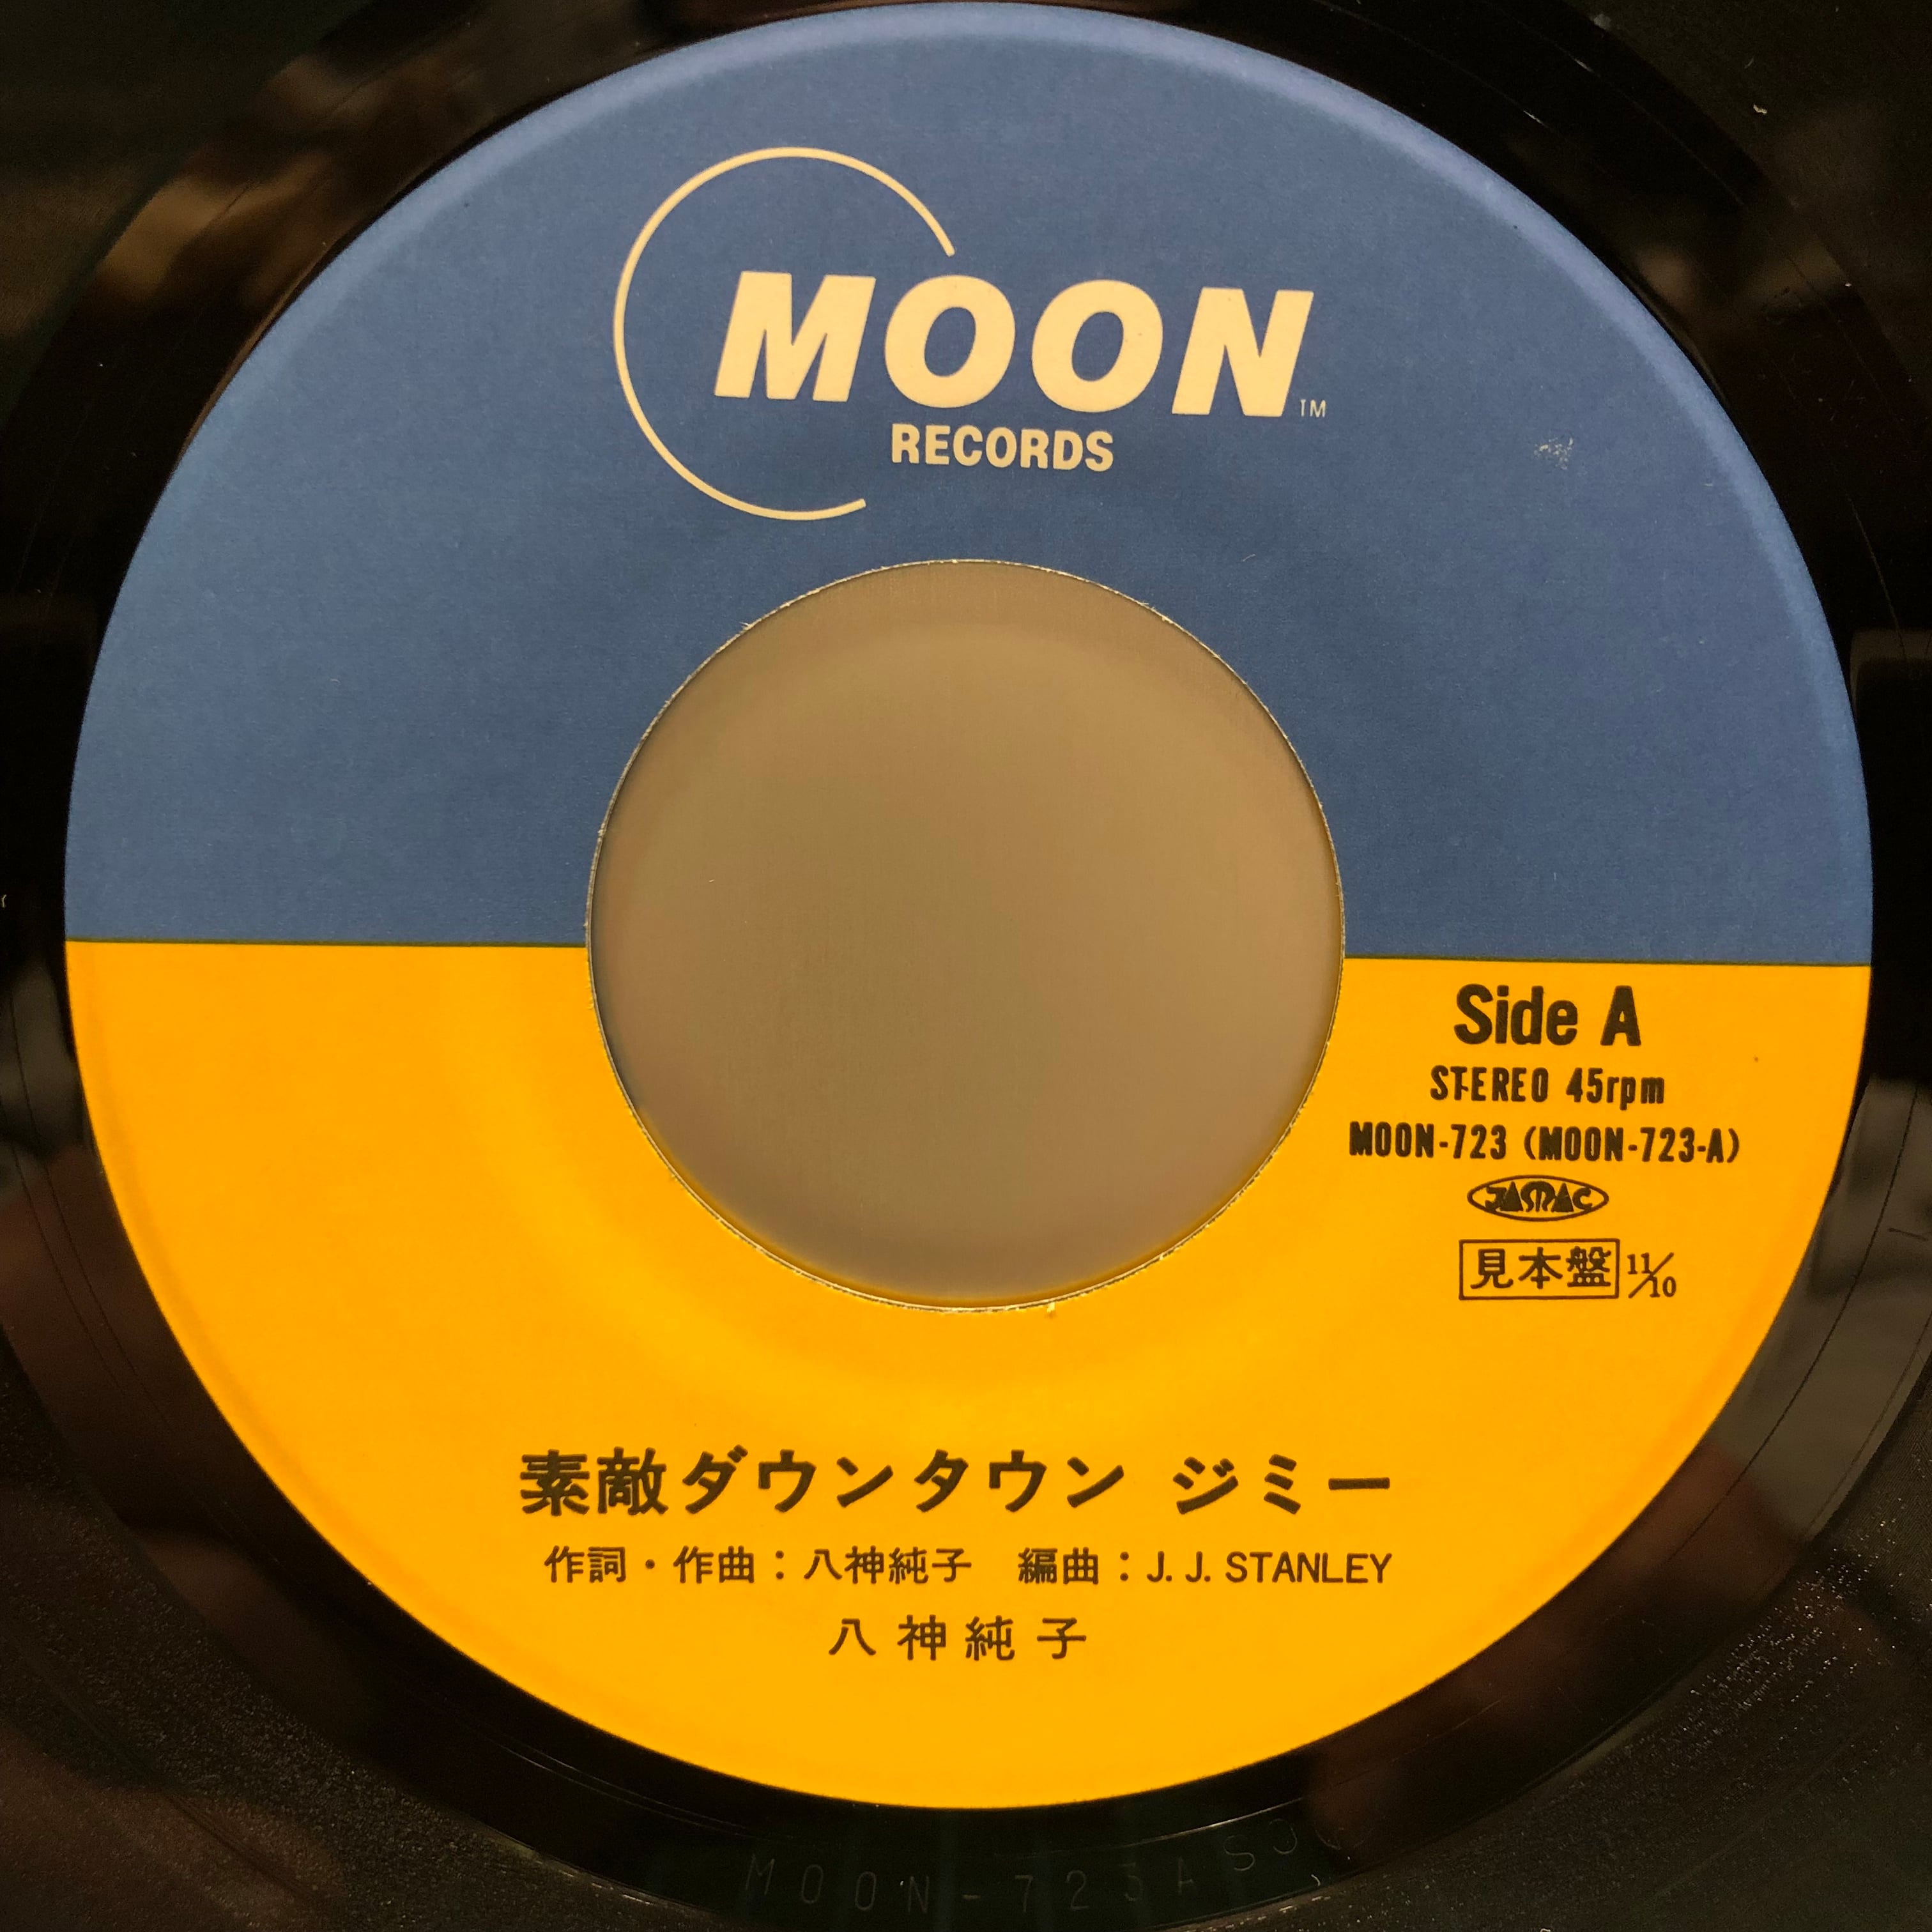 MOON TM
RECORDS
Side A
STEREO 45rpm
MOON-723 (MOON-723-A)
JASRAC
見本盤 11/10
素敵ダウンタウン ジミー
作詞・作曲：八神純子 編曲：J. J. STANLEY
八神純子
MOON-723A